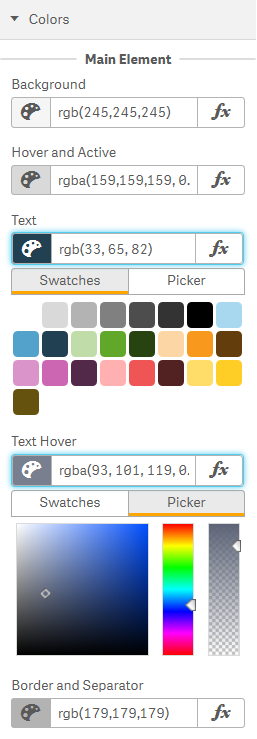 Colors
Main Element
Background
rgb(245,245,245) fx
Hover and Active
rgba(159,159,159, 0. fx
Text
rgb(33, 65, 82) fx
Swatches Picker
Text Hover
rgba(93, 101, 119, 0. fx
Swatches Picker
Border and Separator
rgb(179,179,179) fx